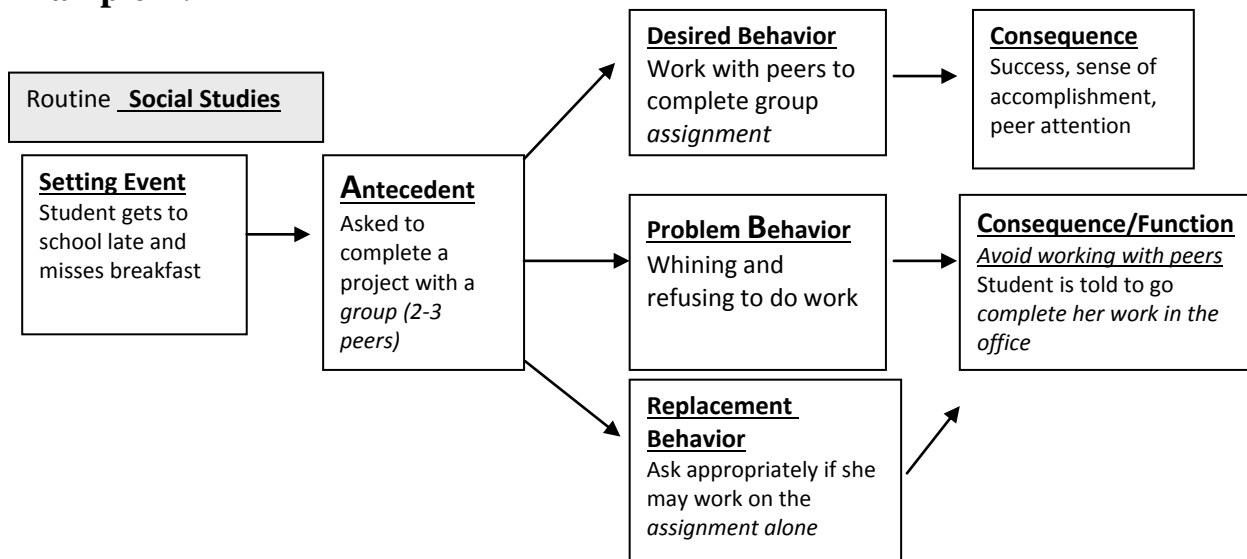 Routine  Social Studies
Setting Event
Student gets to
school late and
misses breakfast
Antecedent
Asked to
complete a
project with a
group (2-3
peers)
Desired Behavior
Work with peers to
complete group
assignment
Consequence
Success, sense of
accomplishment,
peer attention
Problem Behavior
Whining and
refusing to do work
Consequence/Function
Avoid working with peers
Student is told to go
complete her work in the
office
Replacement
Behavior
Ask appropriately if she
may work on the
assignment alone